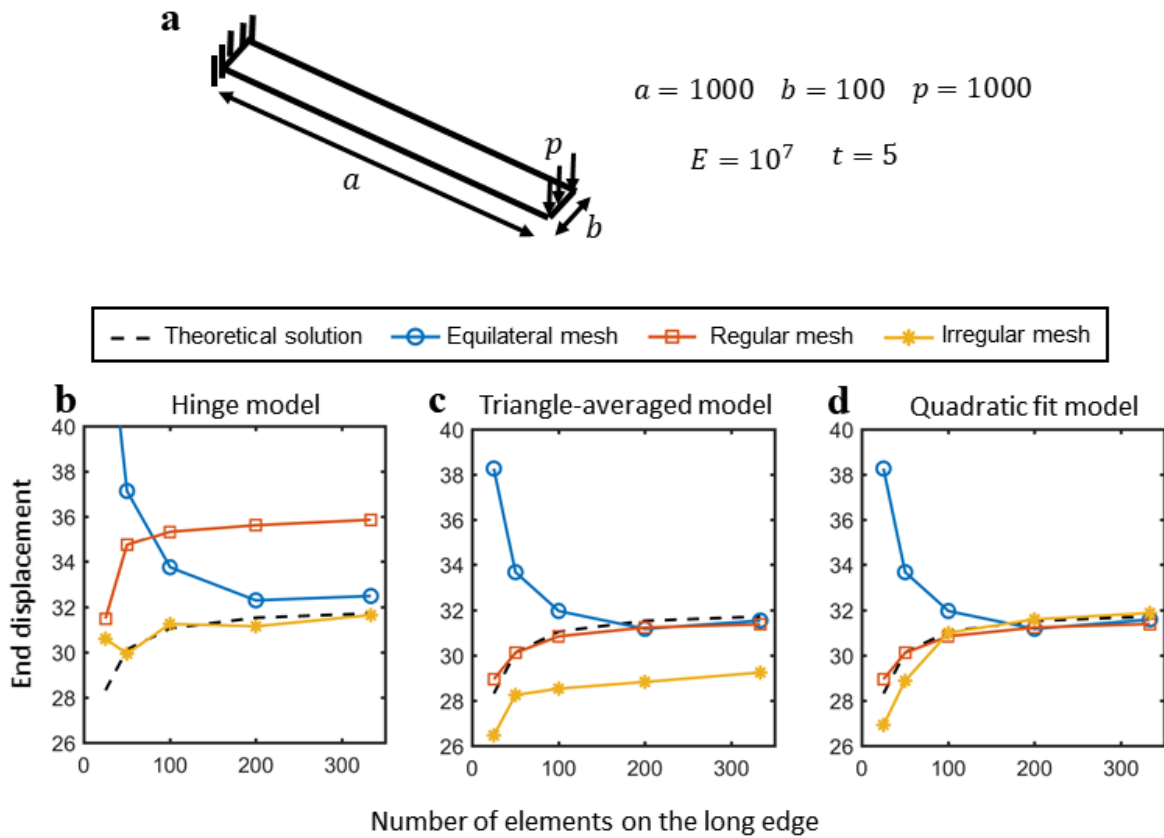 a
a = 1000 b = 100 p = 1000
E = 10⁷ t = 5
p
a
b
Theoretical solution Equilateral mesh Regular mesh Irregular mesh
b Hinge model
c Triangle-averaged model
d Quadratic fit model
End displacement
40
38
36
34
32
30
28
26
0 100 200 300
40
38
36
34
32
30
28
26
0 100 200 300
40
38
36
34
32
30
28
26
0 100 200 300
Number of elements on the long edge